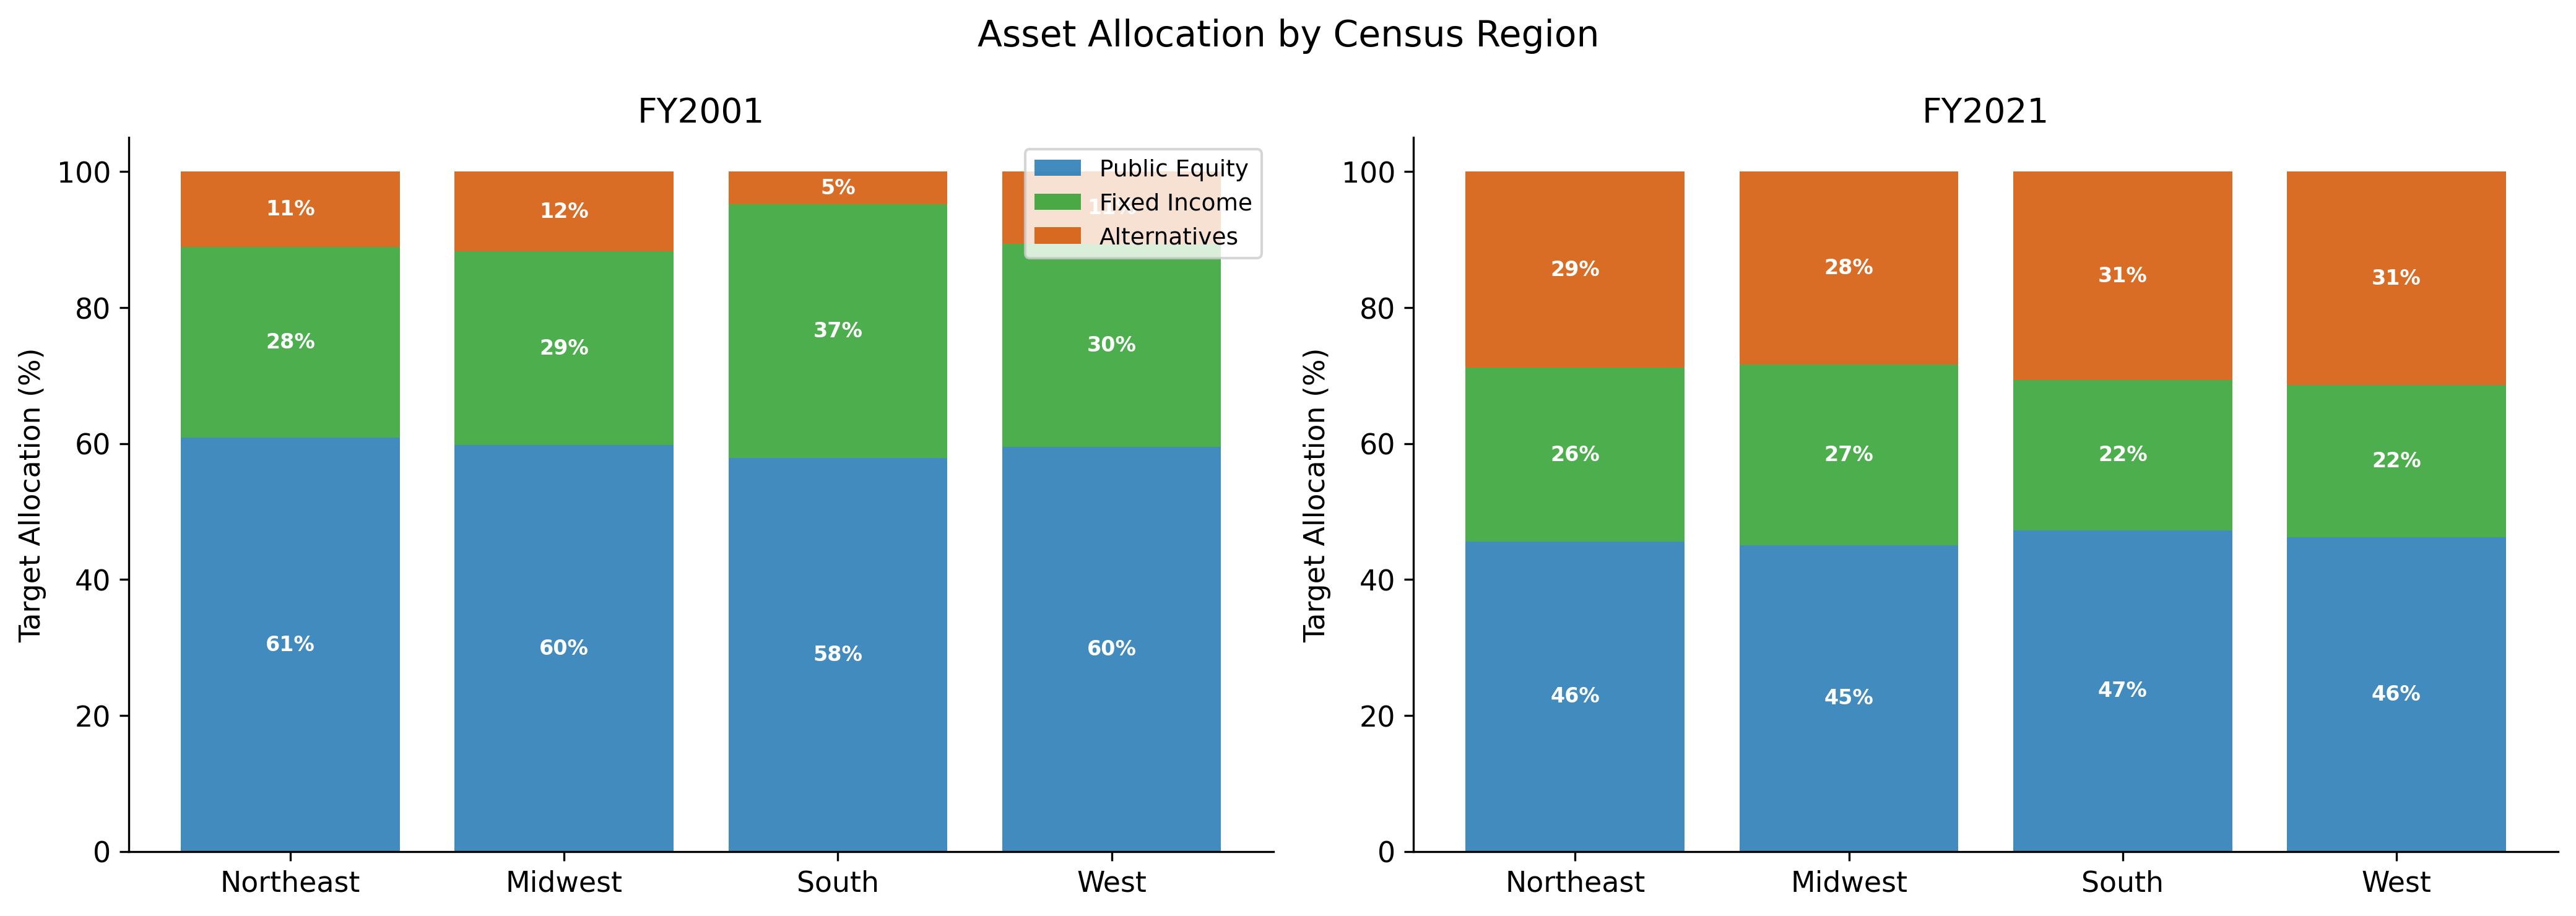 Asset Allocation by Census Region
FY2001
Target Allocation (%)
100
80
60
40
20
0
Public Equity
Fixed Income
Alternatives
11%
12%
5%
28%
29%
37%
30%
61%
60%
58%
60%
Northeast
Midwest
South
West
FY2021
Target Allocation (%)
100
80
60
40
20
0
29%
28%
31%
31%
26%
27%
22%
22%
46%
45%
47%
46%
Northeast
Midwest
South
West